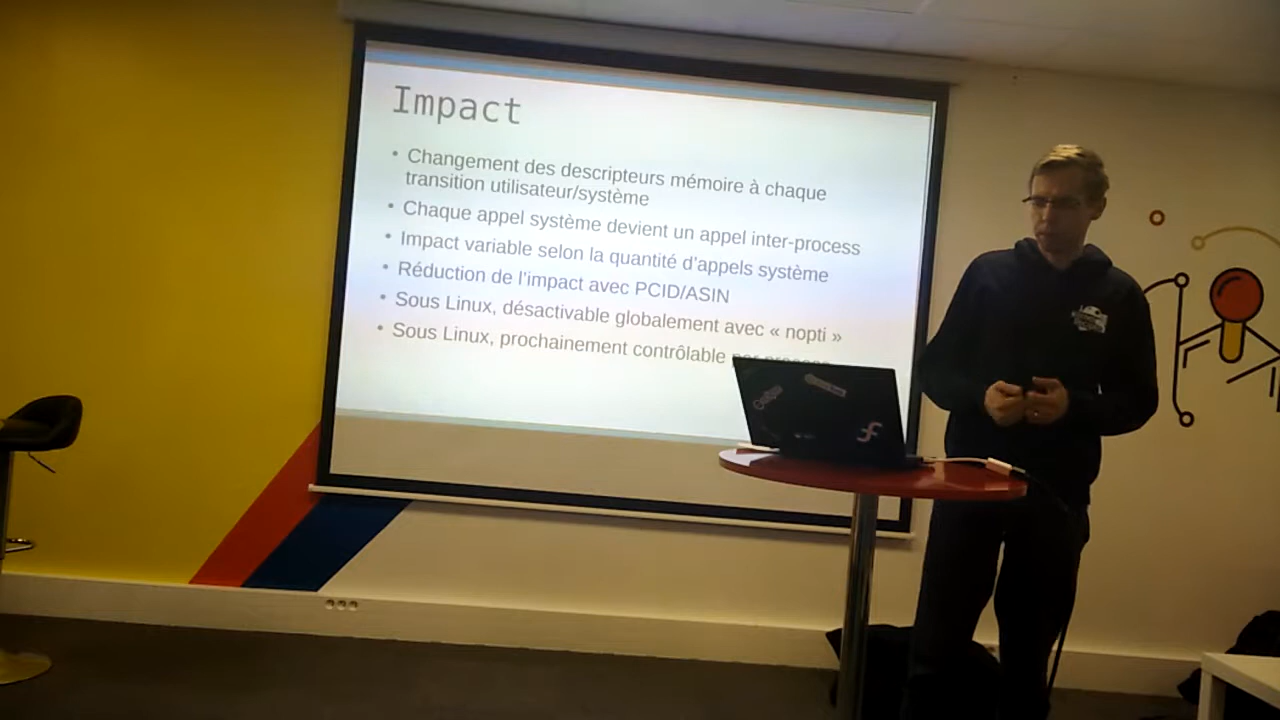 Impact
• Changement des descripteurs mémoire à chaque
transition utilisateur/système
• Chaque appel système devient un appel inter-process
• Impact variable selon la quantité d'appels système
• Réduction de l'impact avec PCID/ASIN
• Sous Linux, désactivable globalement avec « nopti »
• Sous Linux, prochainement contrôlable